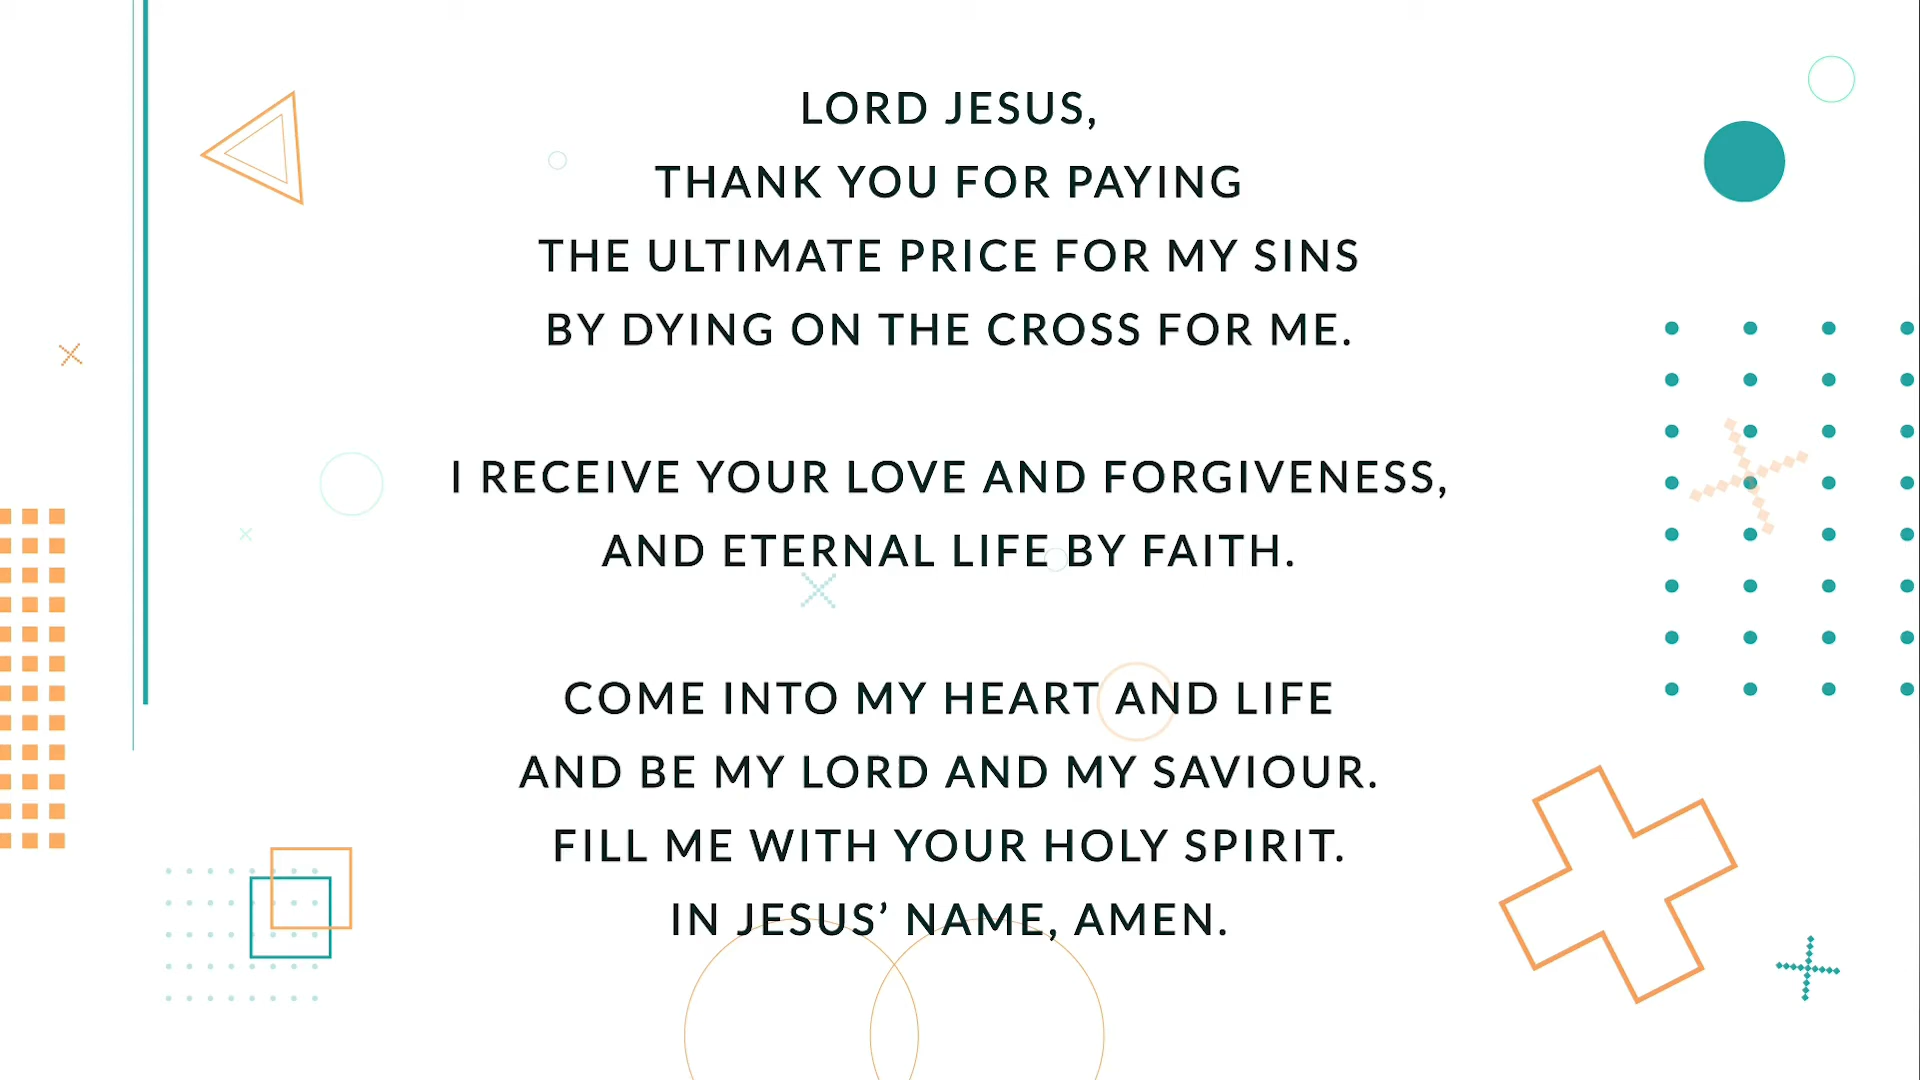 LORD JESUS,
THANK YOU FOR PAYING
THE ULTIMATE PRICE FOR MY SINS
BY DYING ON THE CROSS FOR ME.
I RECEIVE YOUR LOVE AND FORGIVENESS,
AND ETERNAL LIFE BY FAITH.
COME INTO MY HEART AND LIFE
AND BE MY LORD AND MY SAVIOUR.
FILL ME WITH YOUR HOLY SPIRIT.
IN JESUS’ NAME, AMEN.